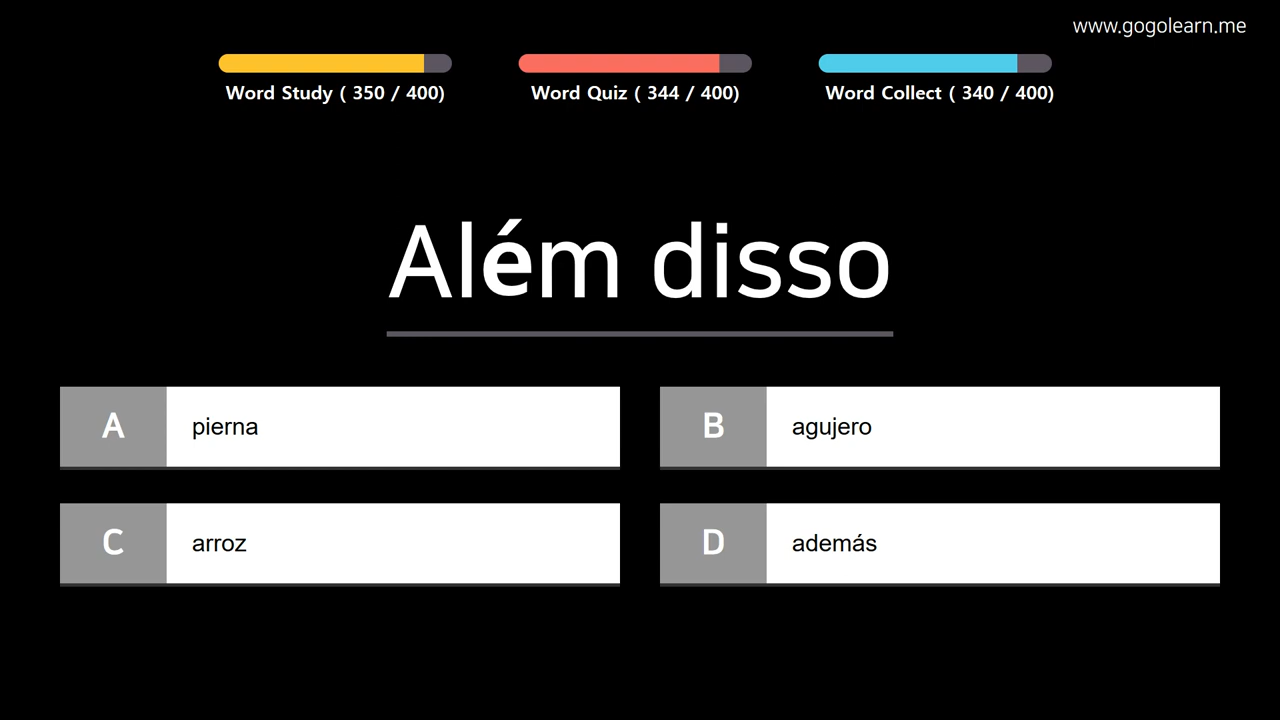 www.gogolearn.me
Word Study ( 350 / 400)
Word Quiz ( 344 / 400)
Word Collect ( 340 / 400)
Além disso
A pierna
B agujero
C arroz
D además